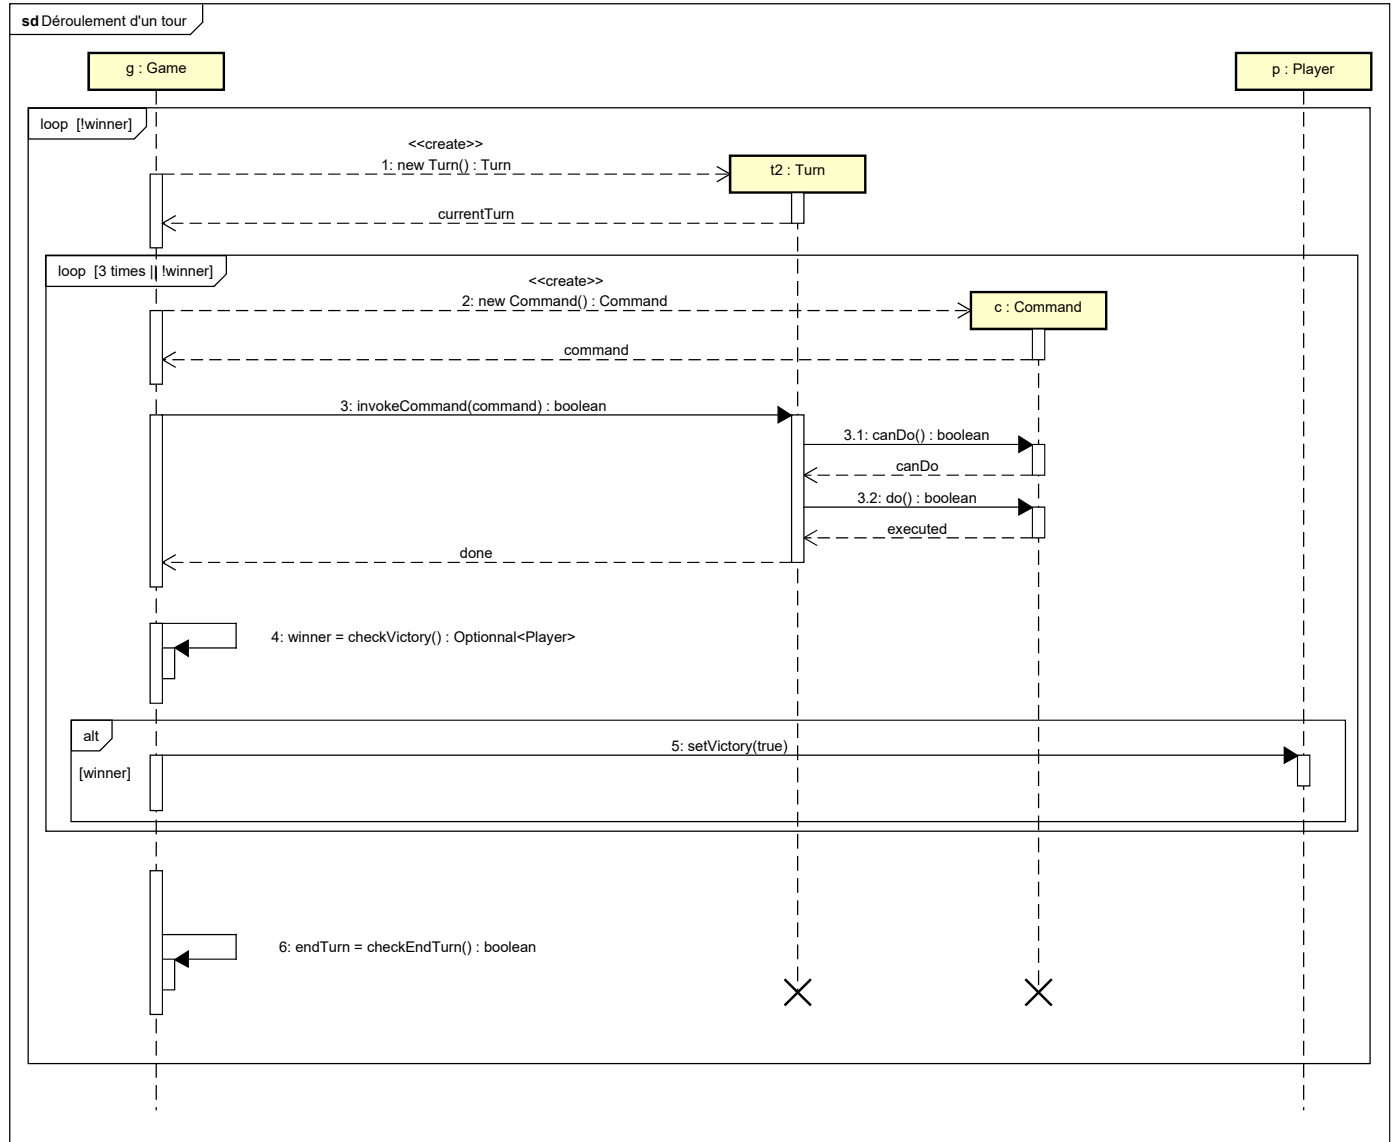 sd Déroulement d'un tour
g : Game
p : Player
loop [!winner]
<<create>>
1: new Turn() : Turn
t2 : Turn
currentTurn
loop [3 times || !winner]
<<create>>
2: new Command() : Command
c : Command
command
3: invokeCommand(command) : boolean
3.1: canDo() : boolean
canDo
3.2: do() : boolean
executed
done
4: winner = checkVictory() : Optionnal<Player>
alt
5: setVictory(true)
[winner]
6: endTurn = checkEndTurn() : boolean